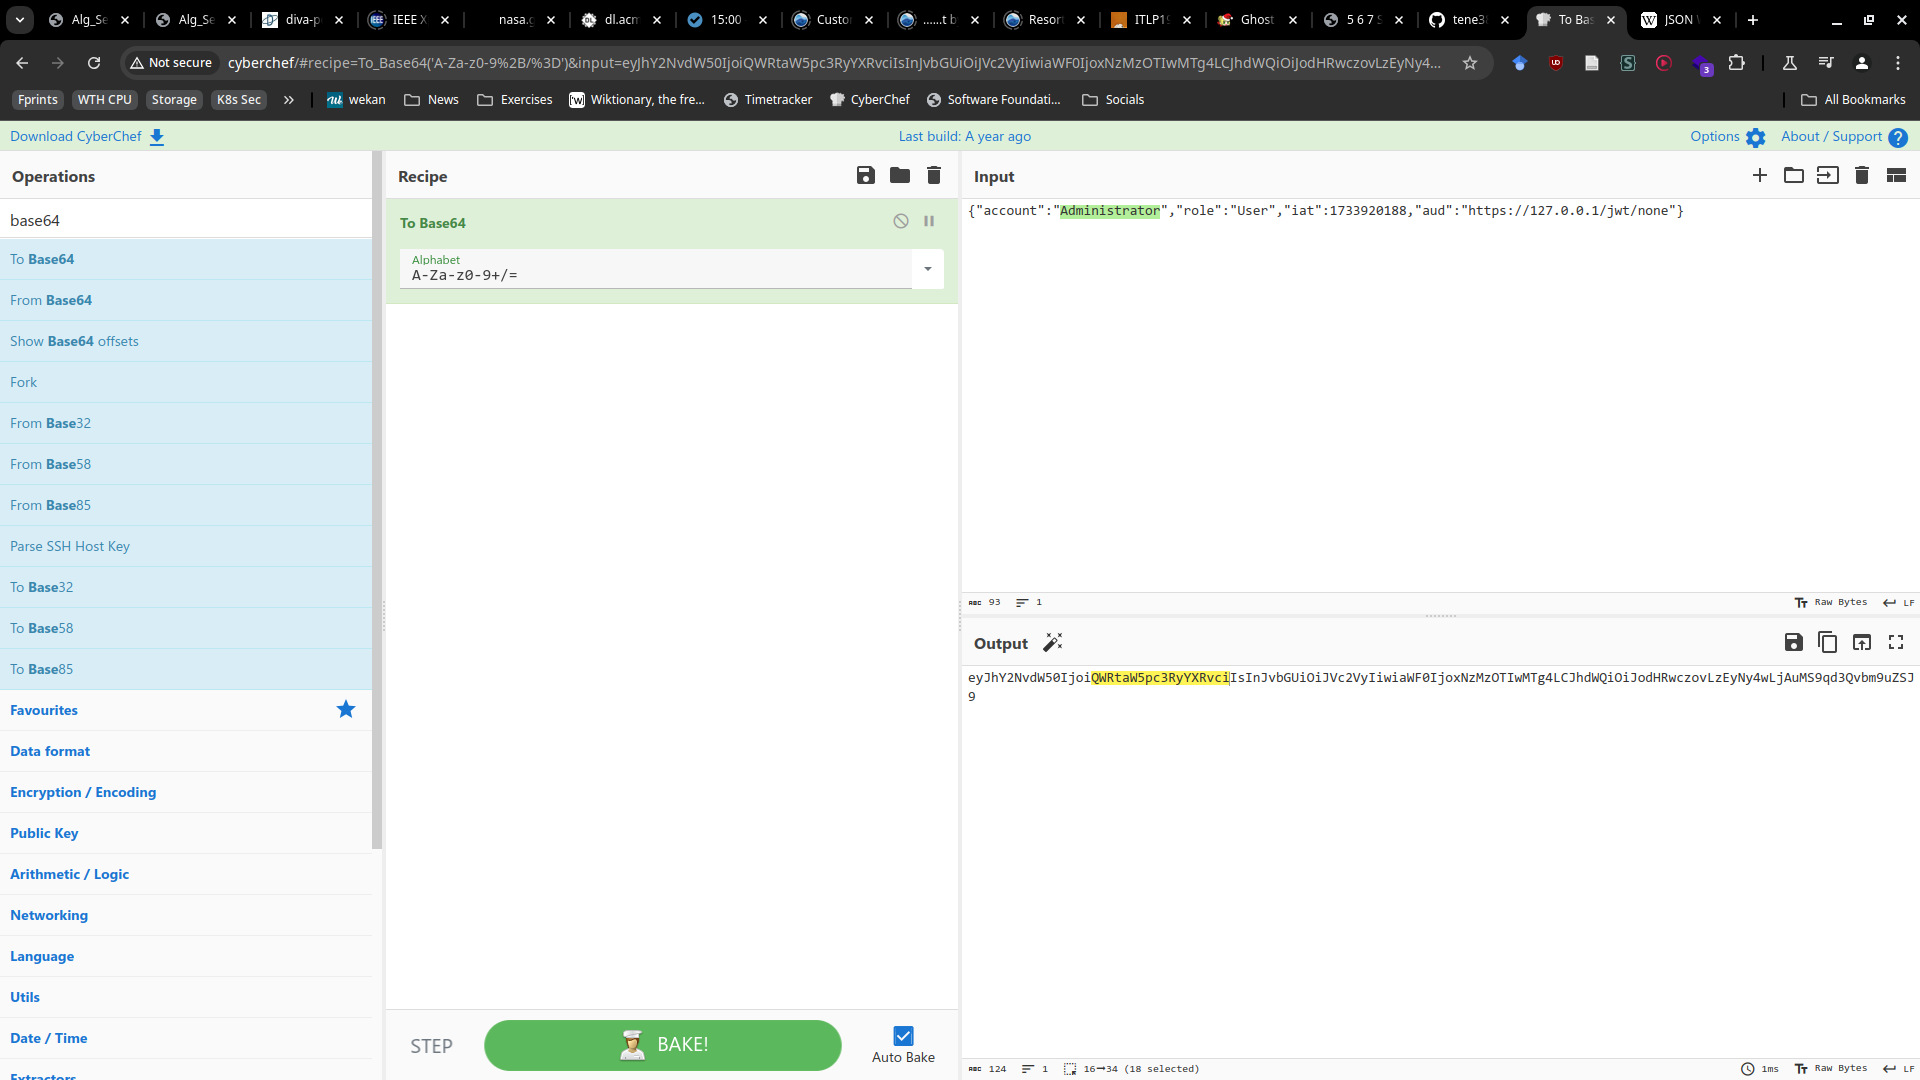 Alg_Se
Alg_Se
diva-p
IEEE X
nasa.g
dl.acm
15:00
Custo
......t b
Resor
ITLP19
Ghost
5 6 7 S
tene3
To Bas
JSON
Not secure
cyberchef/#recipe=To_Base64('A-Za-z0-9%2B/%3D')&input=eyJhY2NvdW50IjoiQWRtaW5pc3RyYXRvciIsInJvbGUiOiJVc2VyIiwiaWF0IjoxNzMzOTIwMTg4LCJhdWQiOiJodHRwczovLzEyNy4...
3
Fprints
WTH CPU
Storage
K8s Sec
wekan
News
Exercises
Wiktionary, the fre...
Timetracker
CyberChef
Software Foundati...
Socials
All Bookmarks
Download CyberChef
Last build: A year ago
Options
About / Support
Operations
base64
To Base64
From Base64
Show Base64 offsets
Fork
From Base32
From Base58
From Base85
Parse SSH Host Key
To Base32
To Base58
To Base85
Favourites
Data format
Encryption / Encoding
Public Key
Arithmetic / Logic
Networking
Language
Utils
Date / Time
Extractors
Recipe
To Base64
Alphabet
A-Za-z0-9+/=
STEP
BAKE!
Auto Bake
Input
{"account":"Administrator","role":"User","iat":1733920188,"aud":"https://127.0.0.1/jwt/none"}
ABC 93 1
Raw Bytes LF
Output
eyJhY2NvdW50IjoiQWRtaW5pc3RyYXRvciIsInJvbGUiOiJVc2VyIiwiaWF0IjoxNzMzOTIwMTg4LCJhdWQiOiJodHRwczovLzEyNy4wLjAuMS9qd3Qvbm9uZSJ
9
ABC 124 1 16→34 (18 selected)
1ms Raw Bytes LF